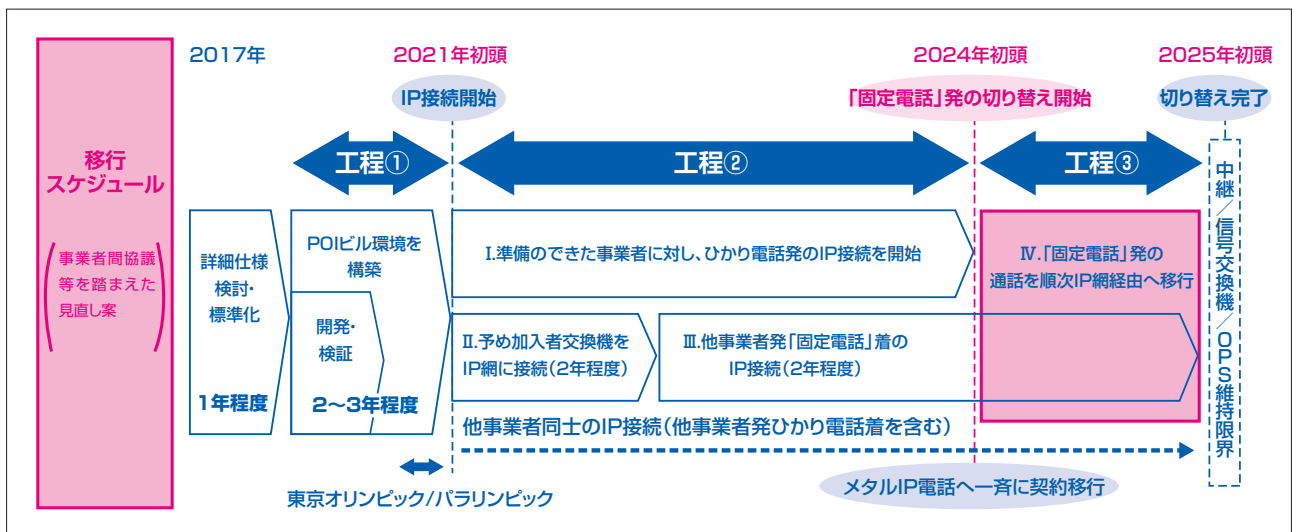 移行
スケジュール
事業者間協議
等を踏まえた
見直し案
2017年
2021年初頭
2024年初頭
2025年初頭
IP接続開始
「固定電話」発の切り替え開始
切り替え完了
工程①
工程②
工程③
詳細仕様
検討・
標準化
1年程度
POIビル環境を
構築
開発・
検証
2〜3年程度
Ⅰ.準備のできた事業者に対し、ひかり電話発のIP接続を開始
Ⅱ.予め加入者交換機を
IP網に接続(2年程度)
Ⅲ.他事業者発「固定電話」着の
IP接続(2年程度)
Ⅳ.「固定電話」発の
通話を順次IP網経由へ移行
中継/信号交換機/OPS維持限界
他事業者同士のIP接続(他事業者発ひかり電話着を含む)
東京オリンピック/パラリンピック
メタルIP電話へ一斉に契約移行